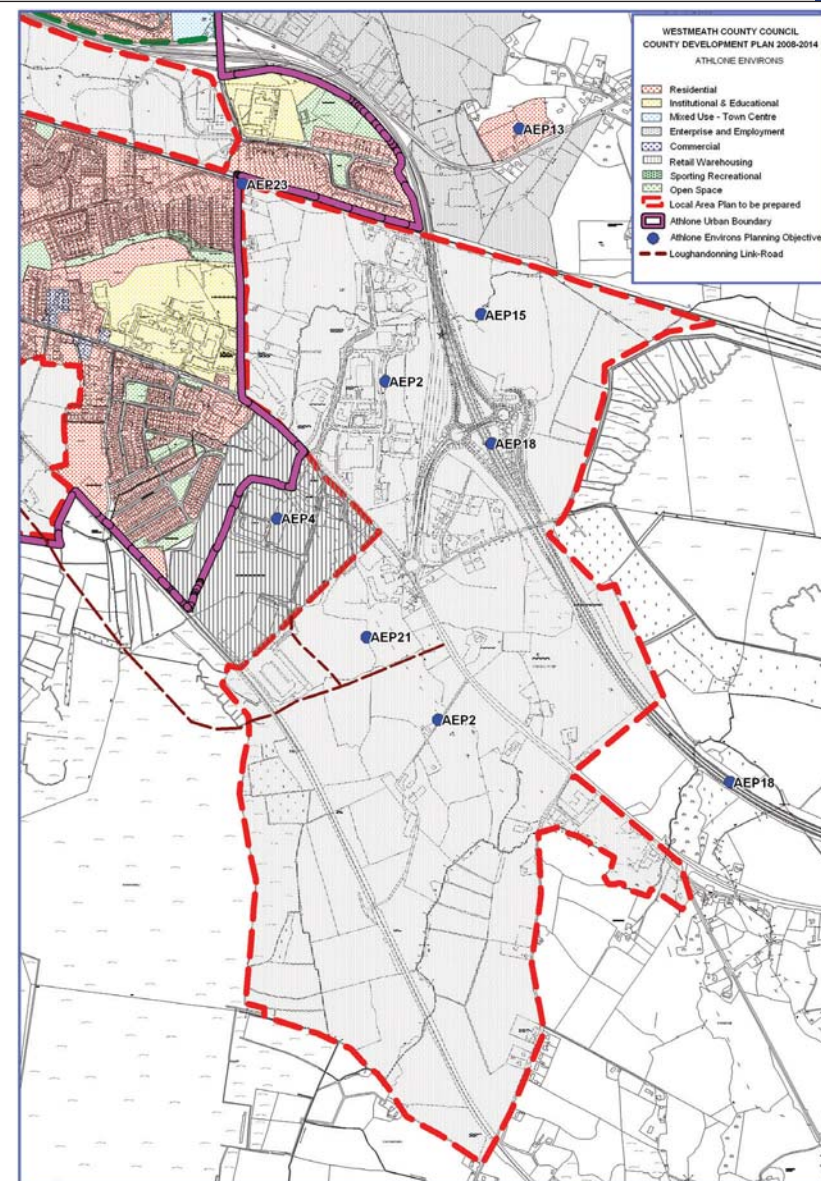 WESTMEATH COUNTY COUNCIL
COUNTY DEVELOPMENT PLAN 2008-2014
ATHLONE ENVIRONS
Residential
Institutional & Educational
Mixed Use - Town Centre
Enterprise and Employment
Commercial
Retail Warehousing
Sporting Recreational
Open Space
Local Area Plan to be prepared
Athlone Urban Boundary
Athlone Environs Planning Objective
Loughandonning Link-Road
AEP13
AEP23
AEP15
AEP2
AEP18
AEP4
AEP21
AEP2
AEP18